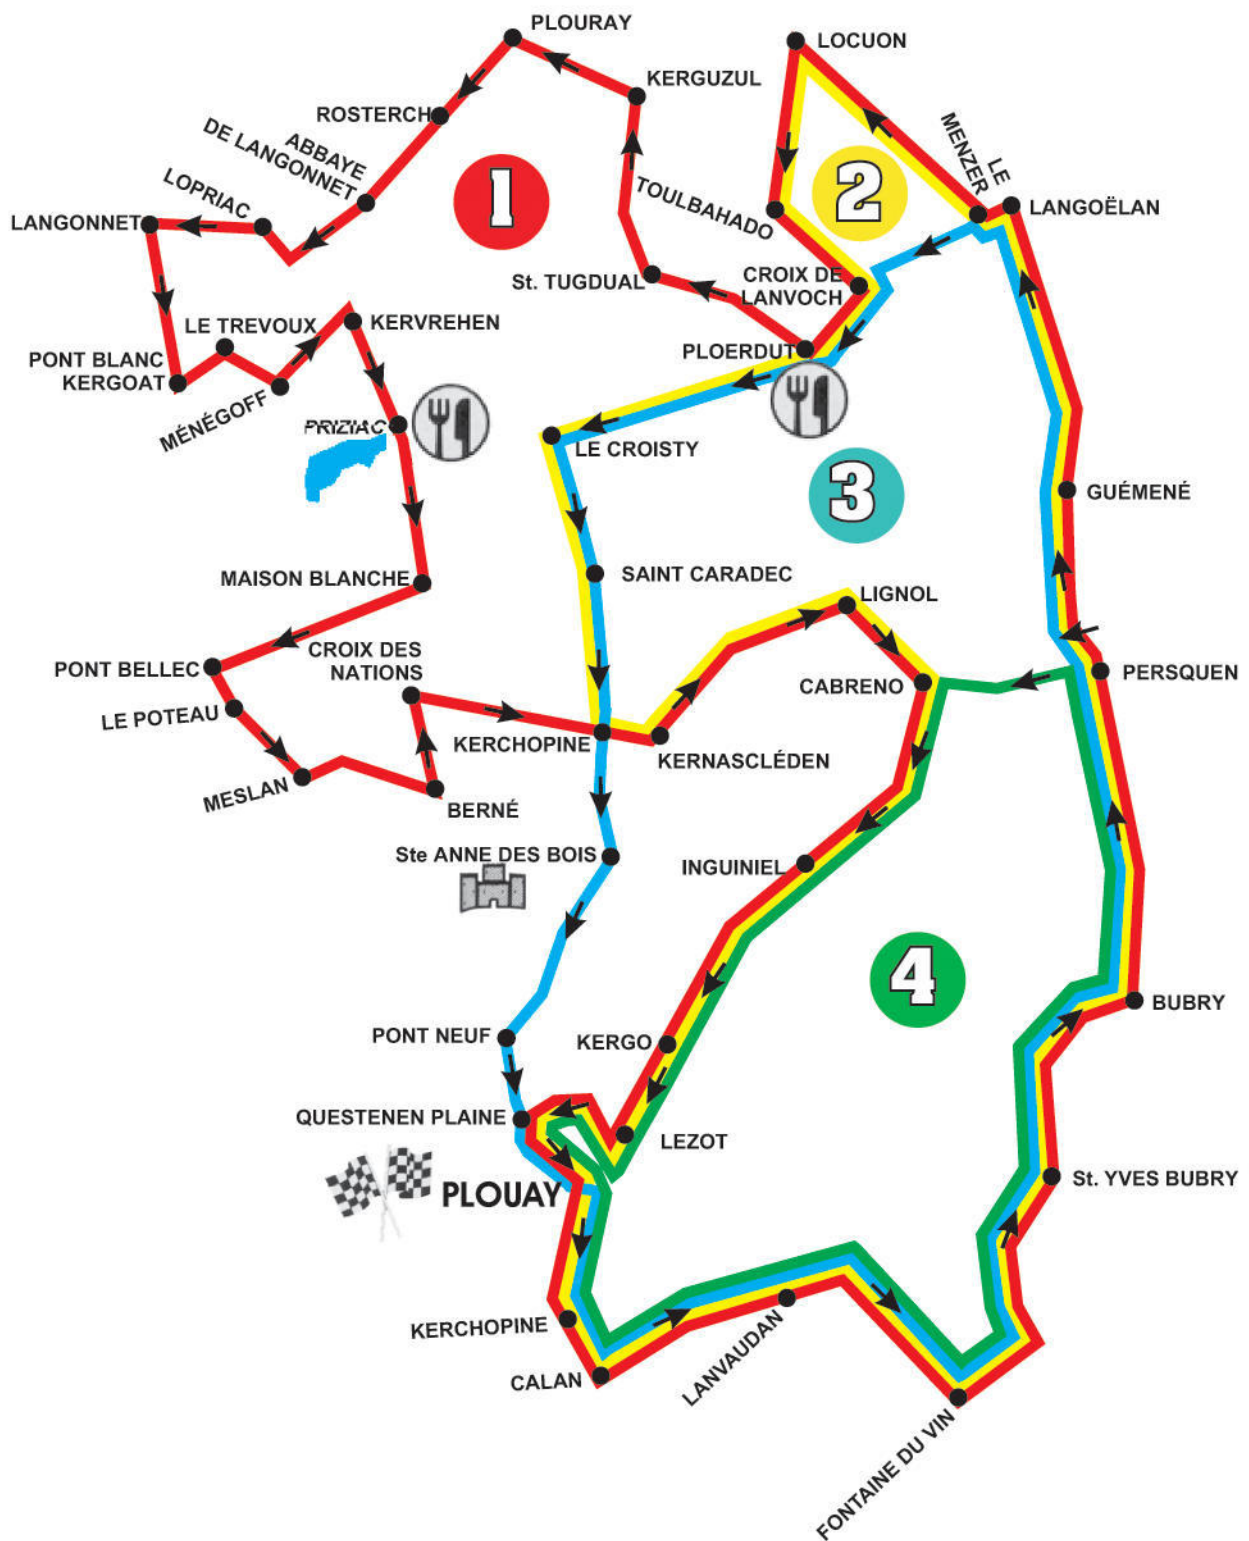 PLOURAY
LOCUON
KERGUZUL
ROSTERCH
ABBAYE
DE LANGONNET
LE
MENZER
LOPRIAC
1
2
TOULBAHADO
LANGONNET
LANGOËLAN
St. TUGDUAL
CROIX DE
LANVOCH
LE TREVOUX
KERVREHEN
PLOERDUT
PONT BLANC
KERGOAT
MÉNÉGOFF
PRIZIAC
LE CROISTY
3
GUÉMENÉ
MAISON BLANCHE
SAINT CARADEC
LIGNOL
CROIX DES
NATIONS
PONT BELLEC
CABRENO
PERSQUEN
LE POTEAU
KERCHOPINE
KERNASCLÉDEN
MESLAN
BERNÉ
Ste ANNE DES BOIS
INGUINIEL
4
BUBRY
PONT NEUF
KERGO
QUESTENEN PLAINE
LEZOT
PLOUAY
St. YVES BUBRY
KERCHOPINE
CALAN
LANVAUDAN
FONTAINE DU VIN